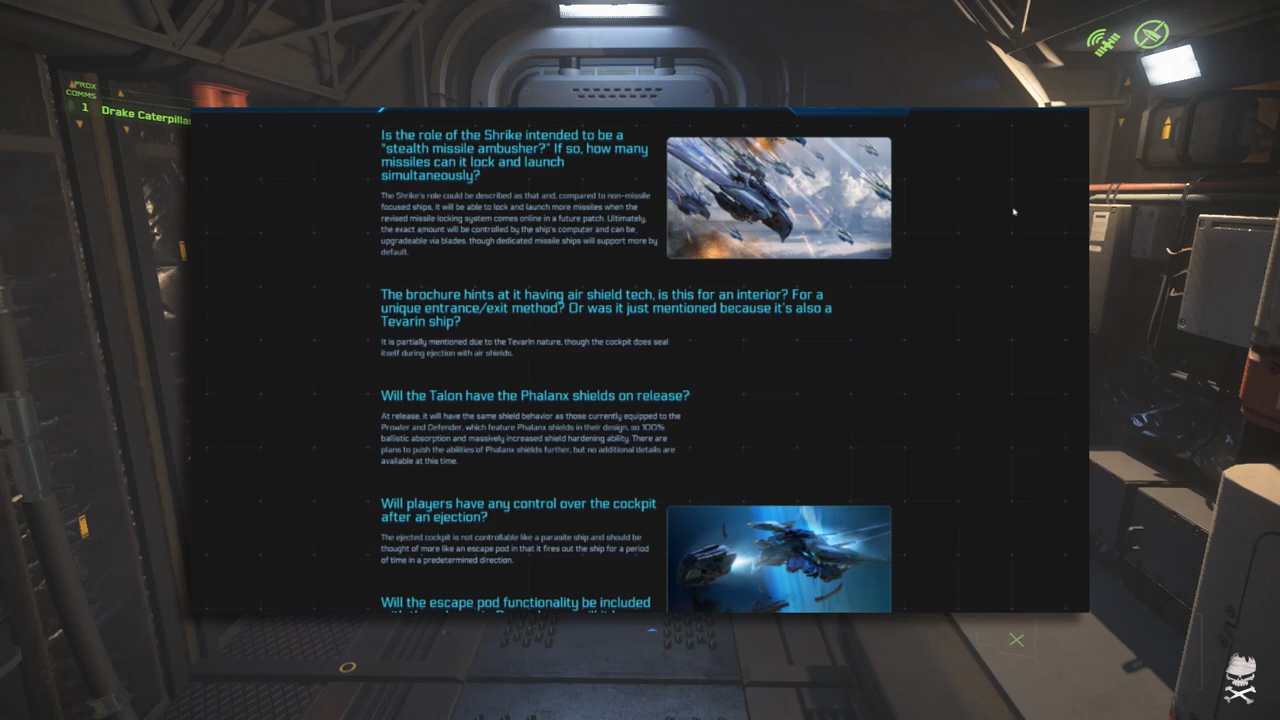 PROX
COMMS
1 Drake Caterpilla
Is the role of the Shrike intended to be a
"stealth missile ambusher?" If so, how many
missiles can it lock and launch
simultaneously?
The Shrike's role could be described as that and, compared to non-missile
focused ships, it will be able to lock and launch more missiles when the
revised missile locking system comes online in a future patch. Ultimately,
the exact amount will be controlled by the ship's computer and can be
upgradeable via blades, though dedicated missile ships will support more by
default.
The brochure hints at it having air shield tech, is this for an interior? For a
unique entrance/exit method? Or was it just mentioned because it's also a
Tevarin ship?
It is partially mentioned due to the Tevarin nature, though the cockpit does seal
itself during ejection with air shields.
Will the Talon have the Phalanx shields on release?
At release, it will have the same shield behavior as those currently equipped to the
Prowler and Defender, which feature Phalanx shields in their design, so 100%
ballistic absorption and massively increased shield hardening ability. There are
plans to push the abilities of Phalanx shields further, but no additional details are
available at this time.
Will players have any control over the cockpit
after an ejection?
The ejected cockpit is not controllable like a parasite ship and should be
thought of more like an escape pod in that it fires out the ship for a period
of time in a predetermined direction.
Will the escape pod functionality be included